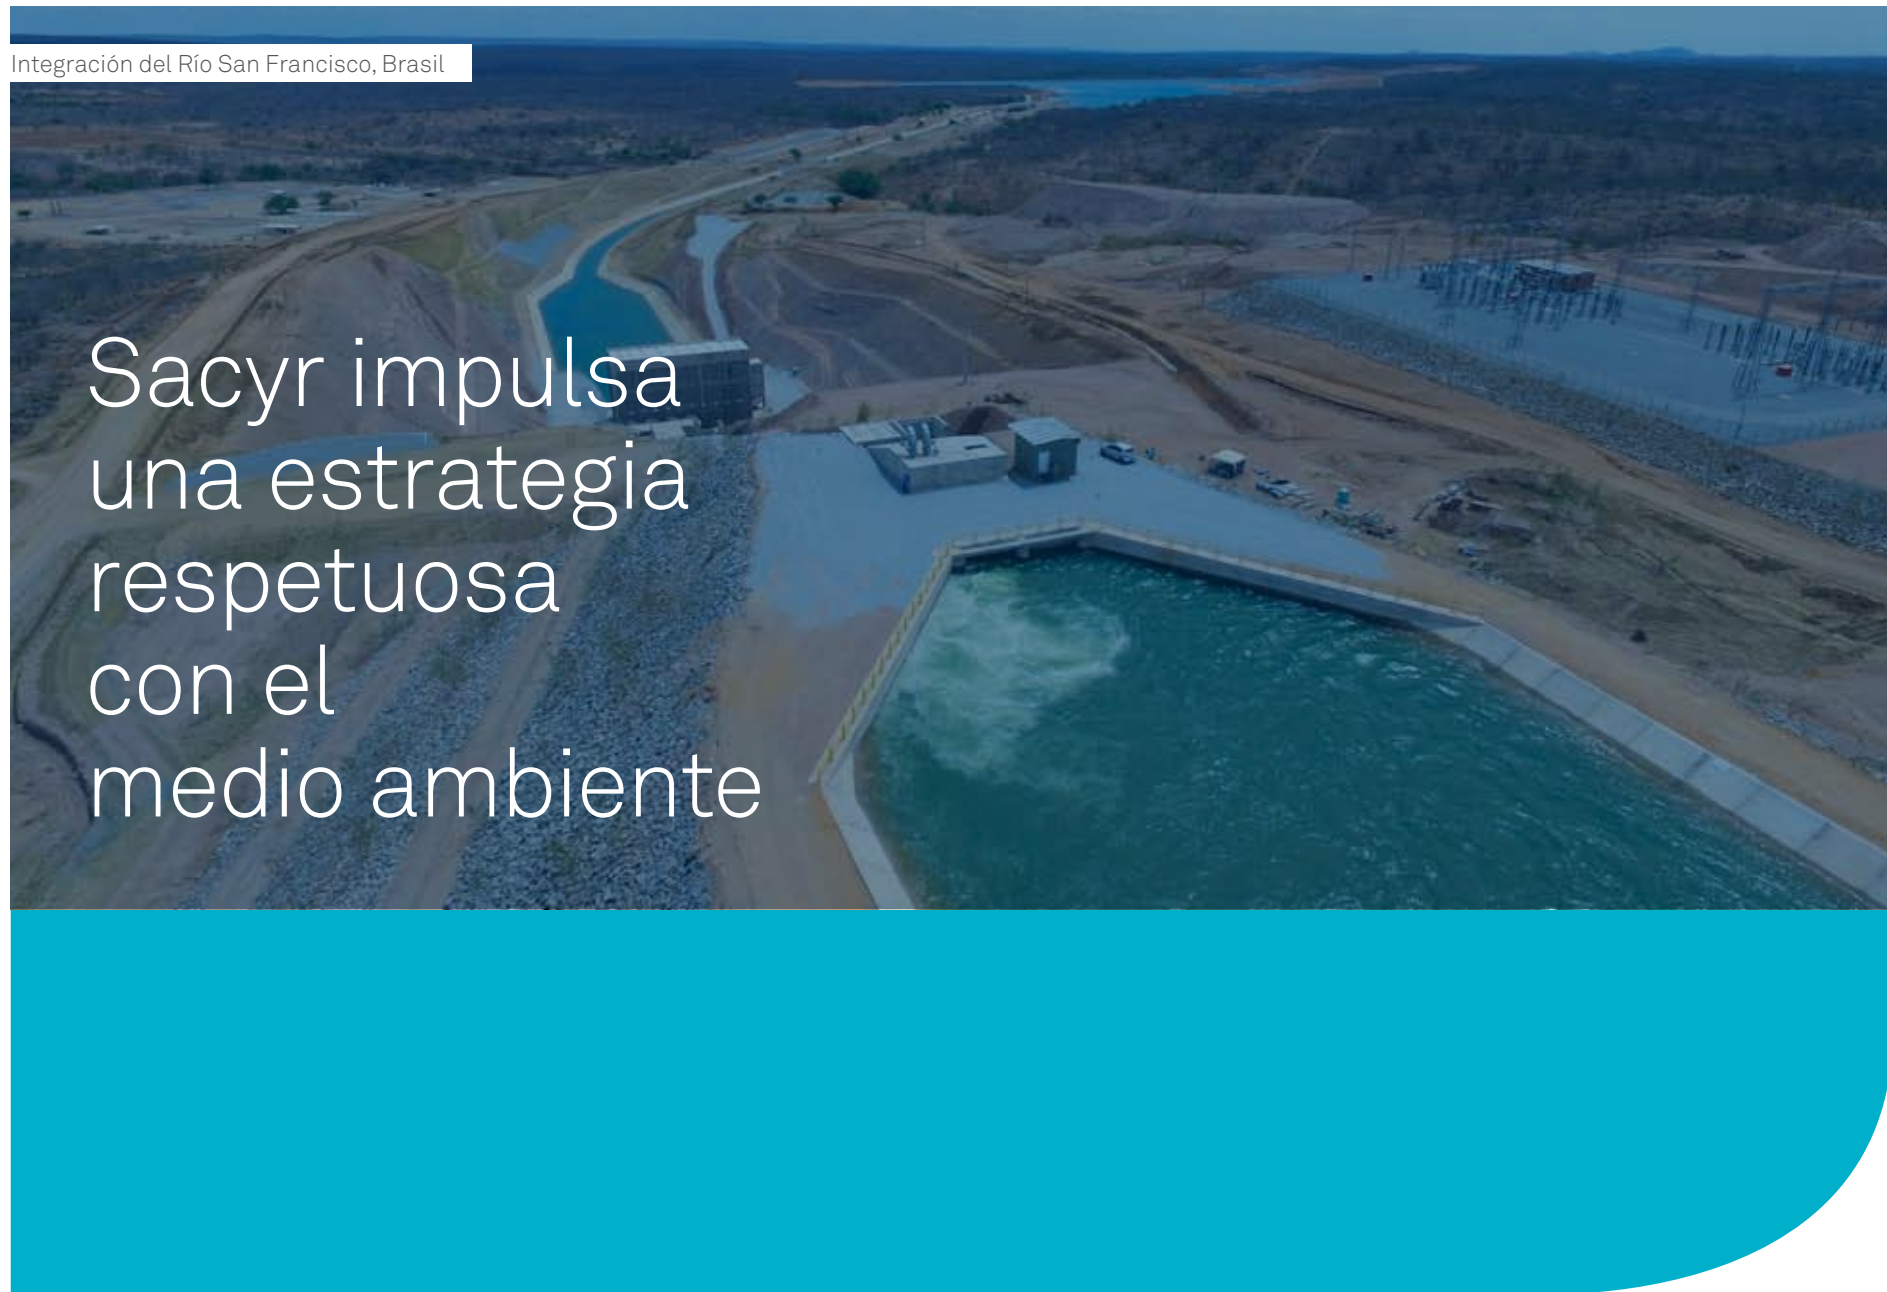 Integración del Río San Francisco, Brasil
Sacyr impulsa
una estrategia
respetuosa
con el
medio ambiente